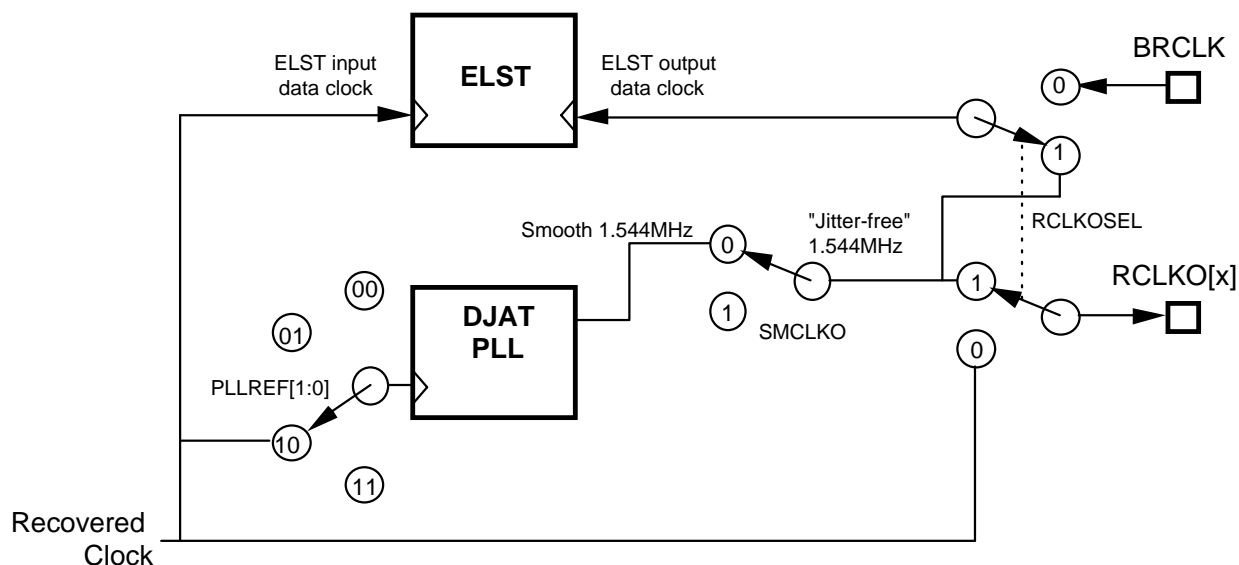 BRCLK
ELST input
data clock
ELST
ELST output
data clock
0
1
Smooth 1.544MHz
"Jitter-free"
1.544MHz
RCLKOSEL
0
1
RCLKO[x]
00
01
DJAT
PLL
1
SMCLKO
0
PLLREF[1:0]
10
11
Recovered
Clock